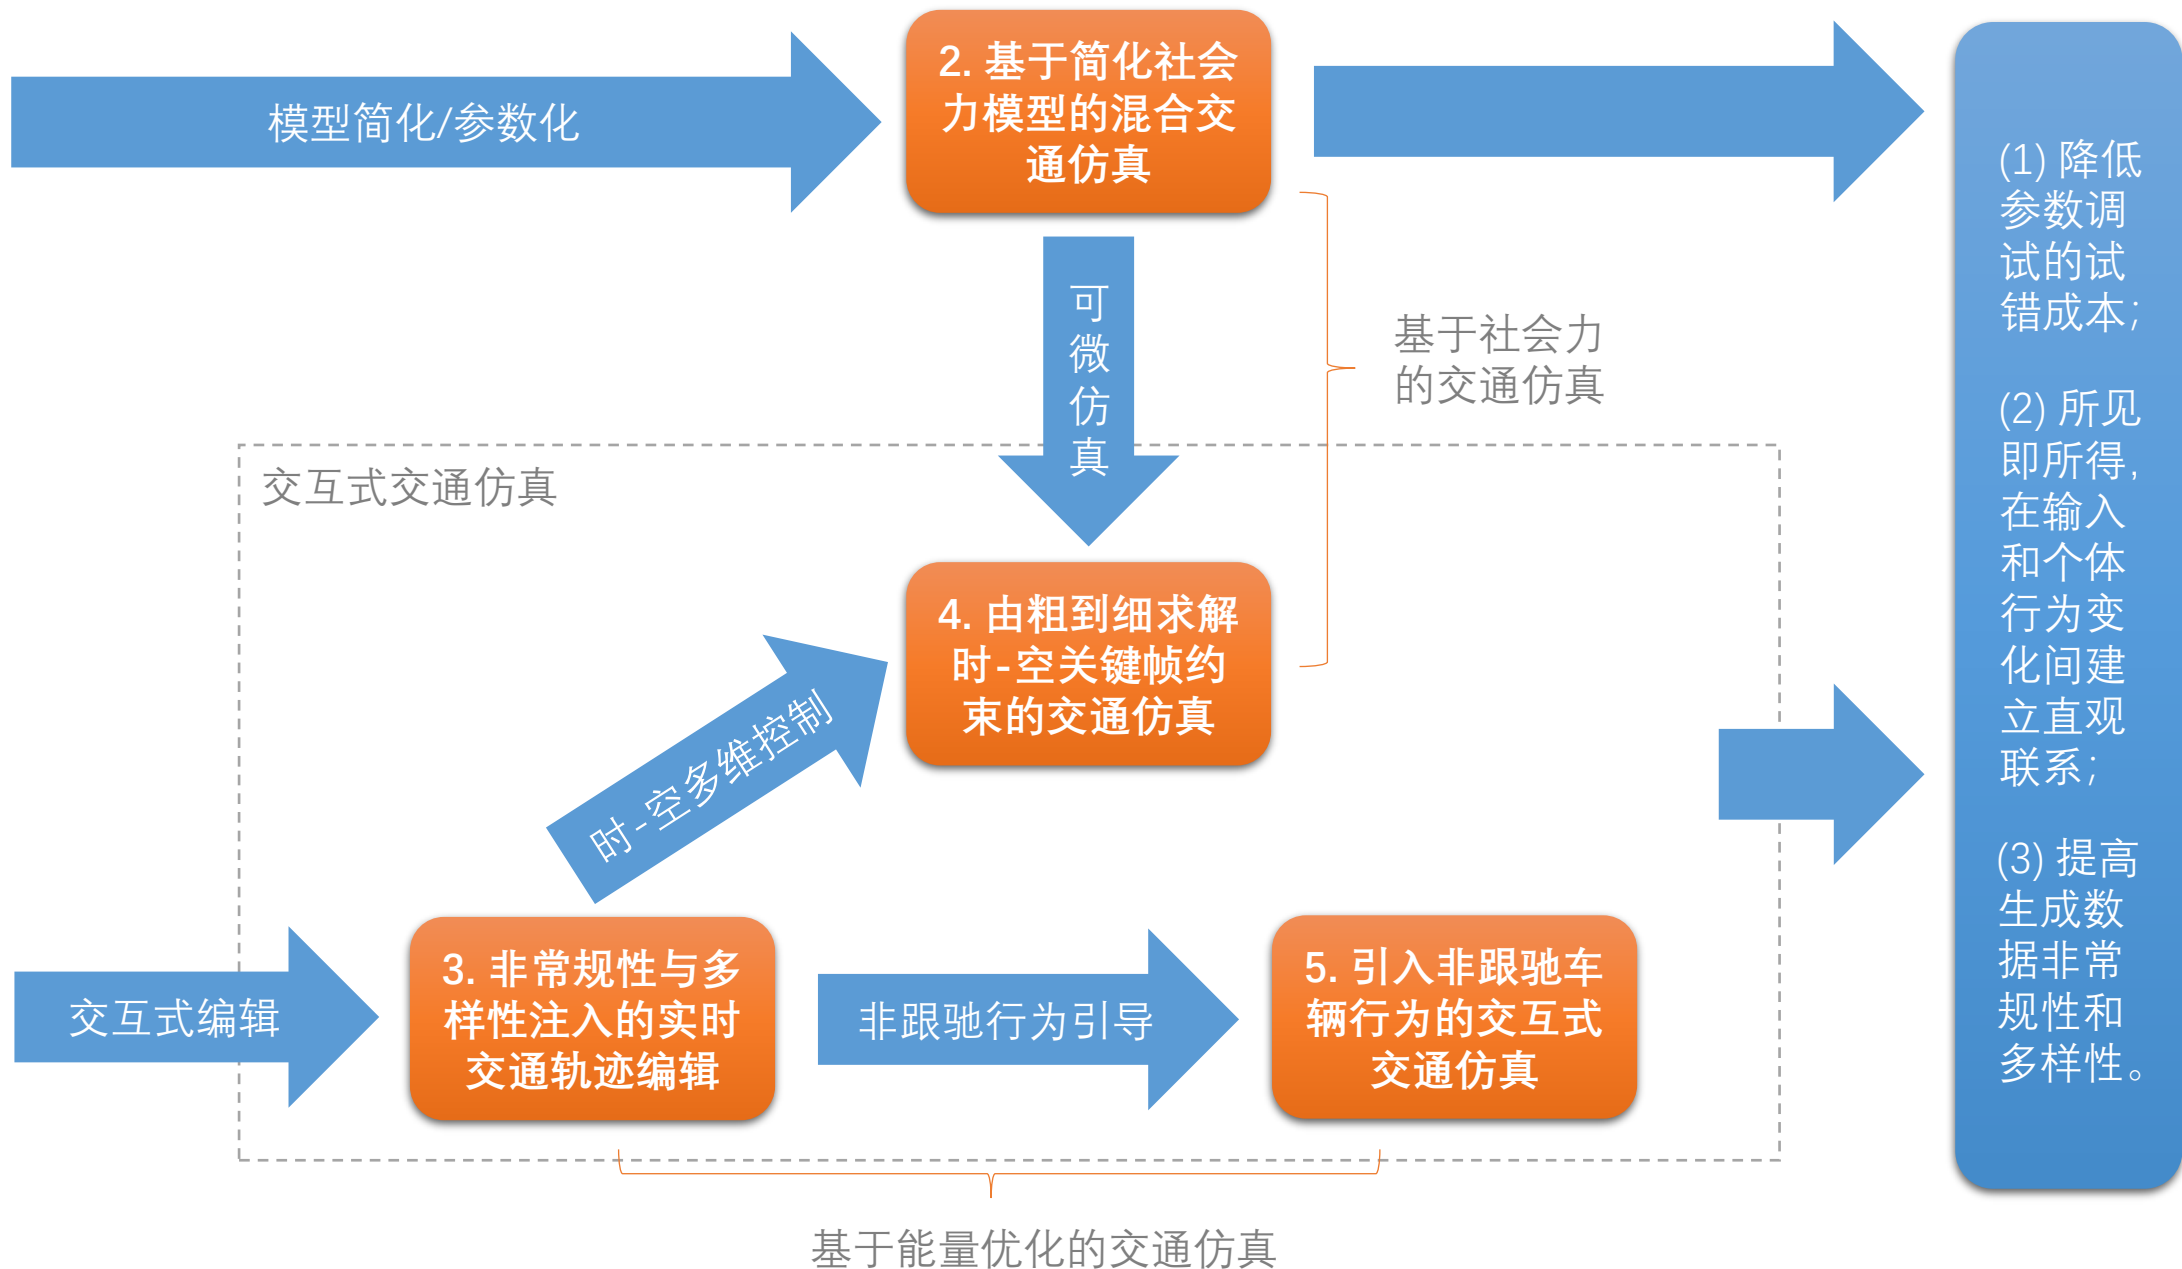 模型简化/参数化
2. 基于简化社会
力模型的混合交
通仿真
可
微
仿
真
基于社会力
的交通仿真
交互式交通仿真
4. 由粗到细求解
时-空关键帧约
束的交通仿真
时-空多维控制
交互式编辑
3. 非常规性与多
样性注入的实时
交通轨迹编辑
非跟驰行为引导
5. 引入非跟驰车
辆行为的交互式
交通仿真
基于能量优化的交通仿真
(1) 降低
参数调
试的试
错成本;
(2) 所见
即所得,
在输入
和个体
行为变
化间建
立直观
联系;
(3) 提高
生成数
据非常
规性和
多样性。